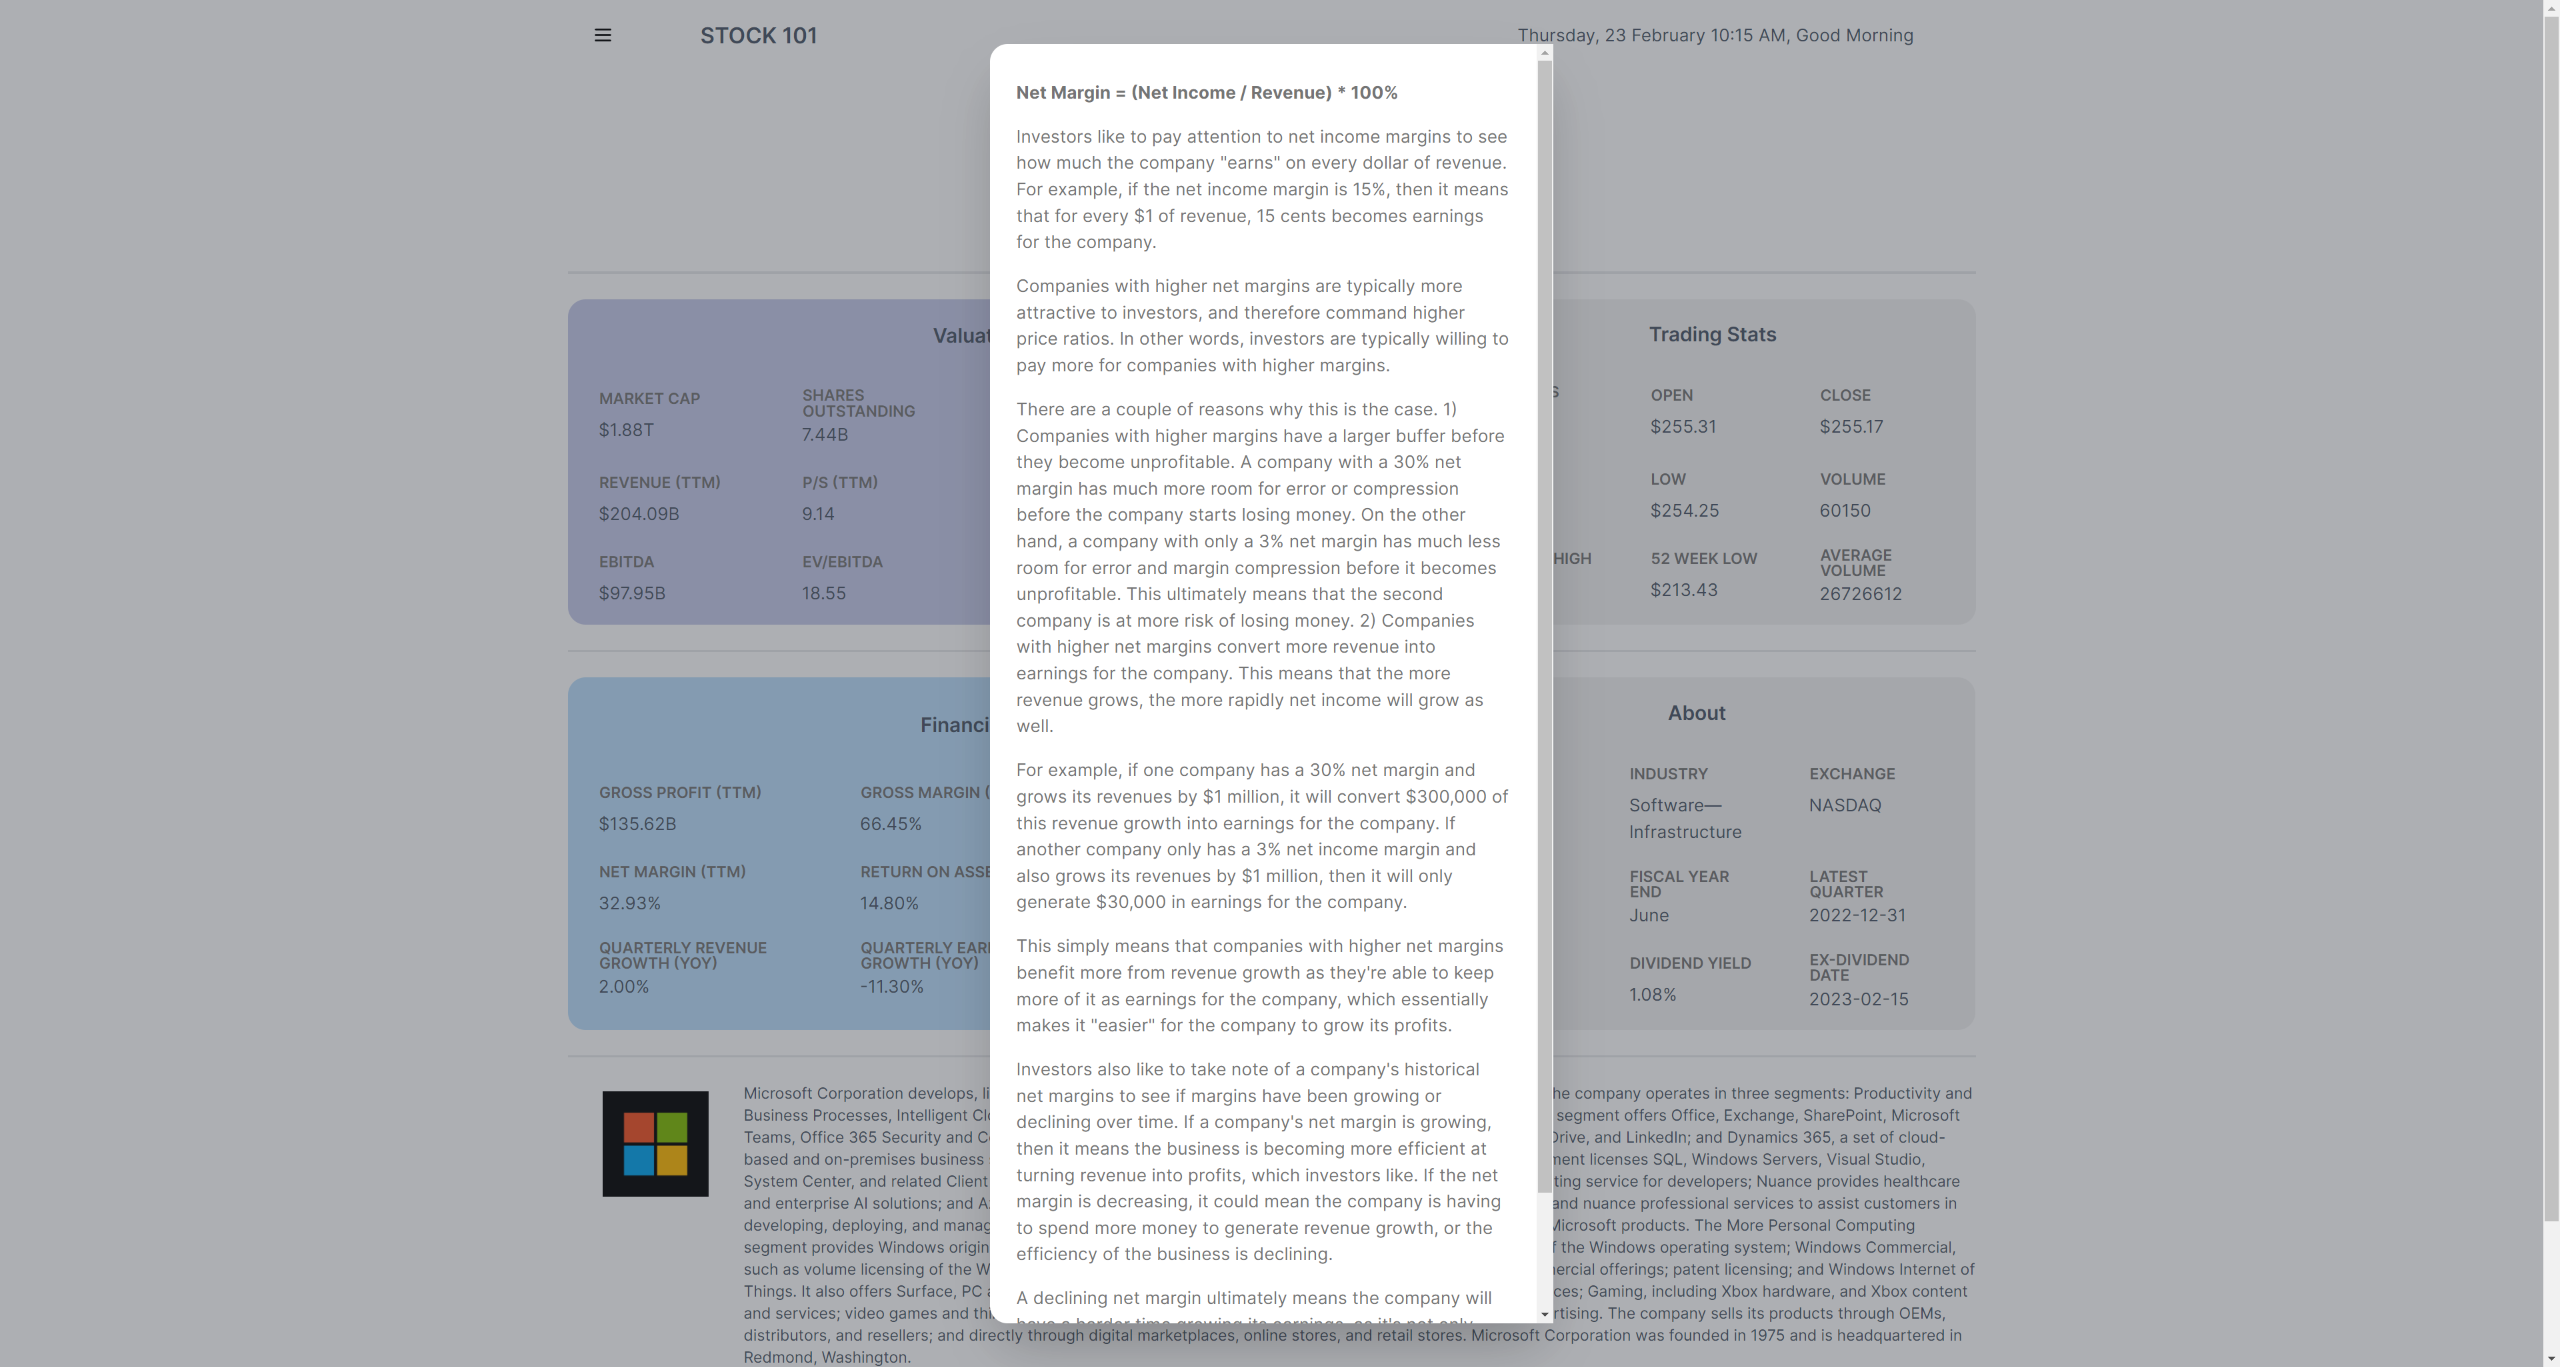 STOCK 101
Thursday, 23 February 10:15 AM, Good Morning
Net Margin = (Net Income / Revenue) * 100%
Investors like to pay attention to net income margins to see
how much the company "earns" on every dollar of revenue.
For example, if the net income margin is 15%, then it means
that for every $1 of revenue, 15 cents becomes earnings
for the company.
Companies with higher net margins are typically more
attractive to investors, and therefore command higher
price ratios. In other words, investors are typically willing to
pay more for companies with higher margins.
There are a couple of reasons why this is the case. 1)
Companies with higher margins have a larger buffer before
they become unprofitable. A company with a 30% net
margin has much more room for error or compression
before the company starts losing money. On the other
hand, a company with only a 3% net margin has much less
room for error and margin compression before it becomes
unprofitable. This ultimately means that the second
company is at more risk of losing money. 2) Companies
with higher net margins convert more revenue into
earnings for the company. This means that the more
revenue grows, the more rapidly net income will grow as
well.
For example, if one company has a 30% net margin and
grows its revenues by $1 million, it will convert $300,000 of
this revenue growth into earnings for the company. If
another company only has a 3% net income margin and
also grows its revenues by $1 million, then it will only
generate $30,000 in earnings for the company.
This simply means that companies with higher net margins
benefit more from revenue growth as they're able to keep
more of it as earnings for the company, which essentially
makes it "easier" for the company to grow its profits.
Investors also like to take note of a company's historical
net margins to see if margins have been growing or
declining over time. If a company's net margin is growing,
then it means the business is becoming more efficient at
turning revenue into profits, which investors like. If the net
margin is decreasing, it could mean the company is having
to spend more money to generate revenue growth, or the
efficiency of the business is declining.
A declining net margin ultimately means the company will
have a harder time growing its earnings, as it's not only
Valuat
MARKET CAP
$1.88T
SHARES
OUTSTANDING
7.44B
REVENUE (TTM)
$204.09B
P/S (TTM)
9.14
EBITDA
$97.95B
EV/EBITDA
18.55
Trading Stats
S
OPEN
$255.31
CLOSE
$255.17
LOW
$254.25
VOLUME
60150
HIGH
52 WEEK LOW
$213.43
AVERAGE
VOLUME
26726612
Financi
GROSS PROFIT (TTM)
$135.62B
GROSS MARGIN (
66.45%
NET MARGIN (TTM)
32.93%
RETURN ON ASSE
14.80%
QUARTERLY REVENUE
GROWTH (YOY)
2.00%
QUARTERLY EAR
GROWTH (YOY)
-11.30%
About
INDUSTRY
Software—
Infrastructure
EXCHANGE
NASDAQ
FISCAL YEAR
END
June
LATEST
QUARTER
2022-12-31
DIVIDEND YIELD
1.08%
EX-DIVIDEND
DATE
2023-02-15
Microsoft Corporation develops, li he company operates in three segments: Productivity and
Business Processes, Intelligent Cl segment offers Office, Exchange, SharePoint, Microsoft
Teams, Office 365 Security and C Drive, and LinkedIn; and Dynamics 365, a set of cloud-
based and on-premises business ment licenses SQL, Windows Servers, Visual Studio,
System Center, and related Client ting service for developers; Nuance provides healthcare
and enterprise AI solutions; and A and nuance professional services to assist customers in
developing, deploying, and manag Microsoft products. The More Personal Computing
segment provides Windows origin f the Windows operating system; Windows Commercial,
such as volume licensing of the W ercial offerings; patent licensing; and Windows Internet of
Things. It also offers Surface, PC ces; Gaming, including Xbox hardware, and Xbox content
and services; video games and thi rtising. The company sells its products through OEMs,
distributors, and resellers; and directly through digital marketplaces, online stores, and retail stores. Microsoft Corporation was founded in 1975 and is headquartered in
Redmond, Washington.